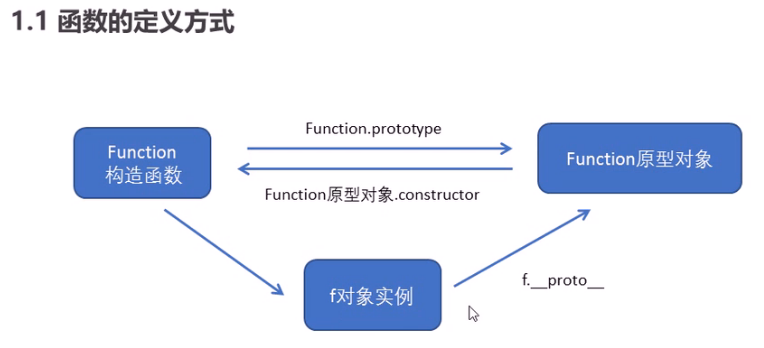 1.1 函数的定义方式
Function.prototype
Function
构造函数
Function原型对象
Function原型对象.constructor
f对象实例
f.__proto__